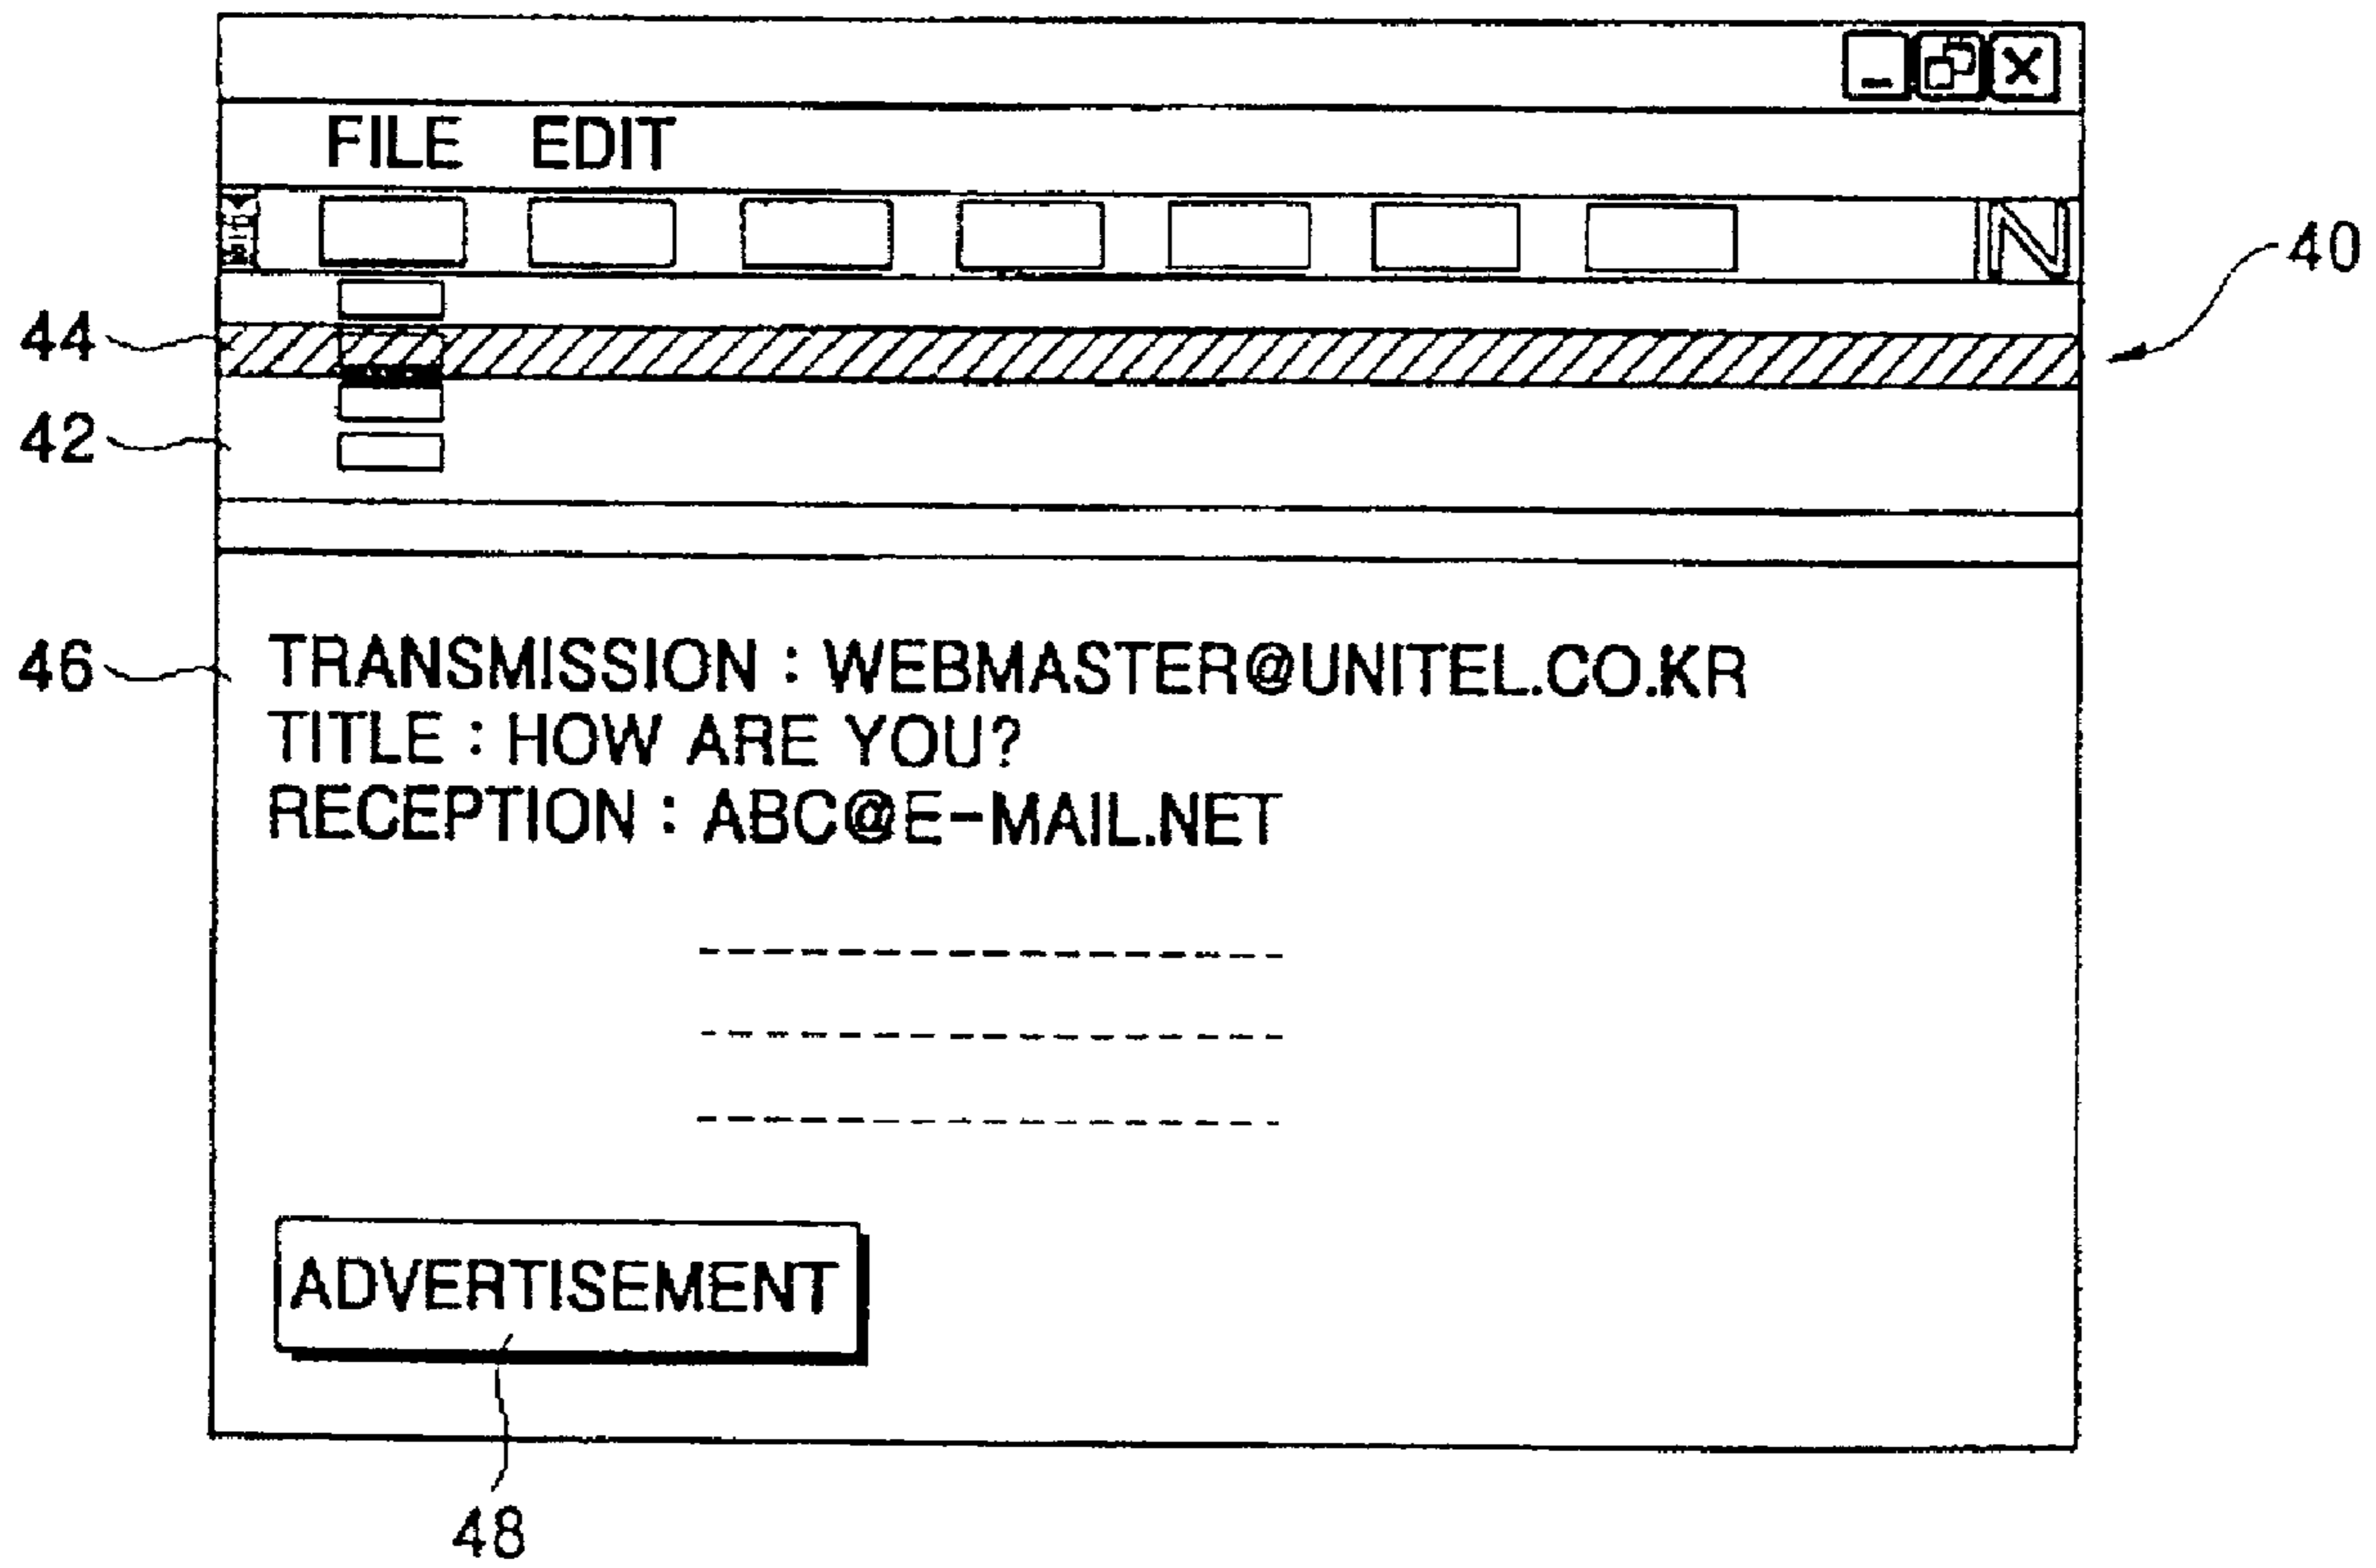 FILE EDIT
N
40
44
42
46
TRANSMISSION : WEBMASTER@UNITEL.CO.KR
TITLE : HOW ARE YOU?
RECEPTION : ABC@E-MAIL.NET
ADVERTISEMENT
48